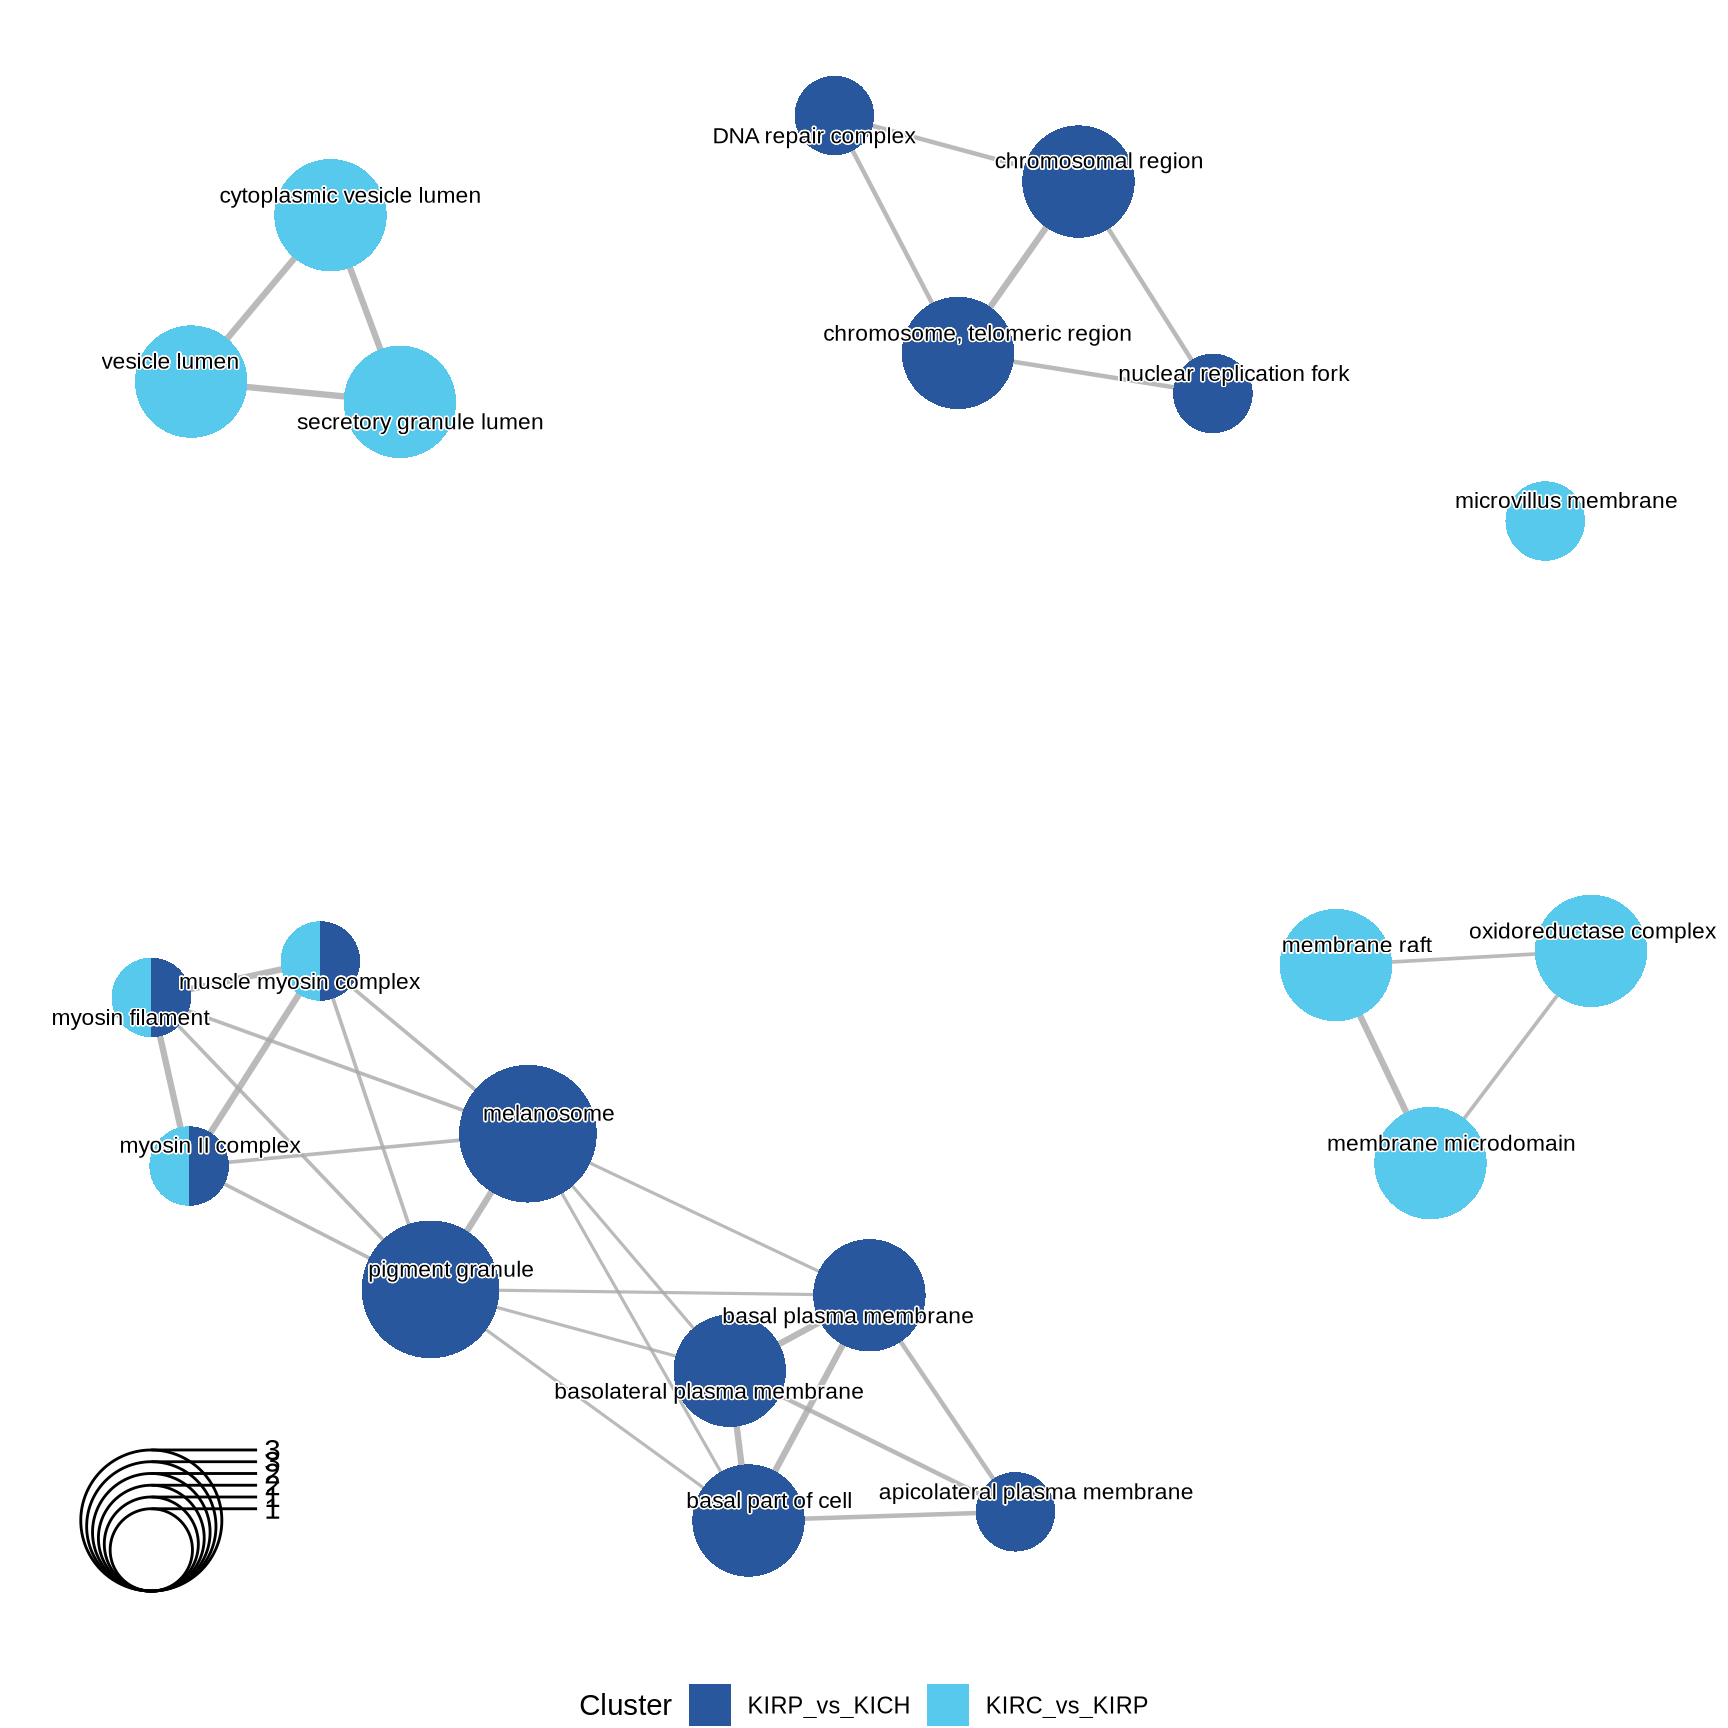 DNA repair complex
chromosomal region
cytoplasmic vesicle lumen
chromosome, telomeric region
vesicle lumen
nuclear replication fork
secretory granule lumen
microvillus membrane
oxidoreductase complex
membrane raft
muscle myosin complex
myosin filament
melanosome
membrane microdomain
myosin II complex
pigment granule
basal plasma membrane
basolateral plasma membrane
apicolateral plasma membrane
basal part of cell
3
3
2
2
1
1
Cluster KIRP_vs_KICH KIRC_vs_KIRP